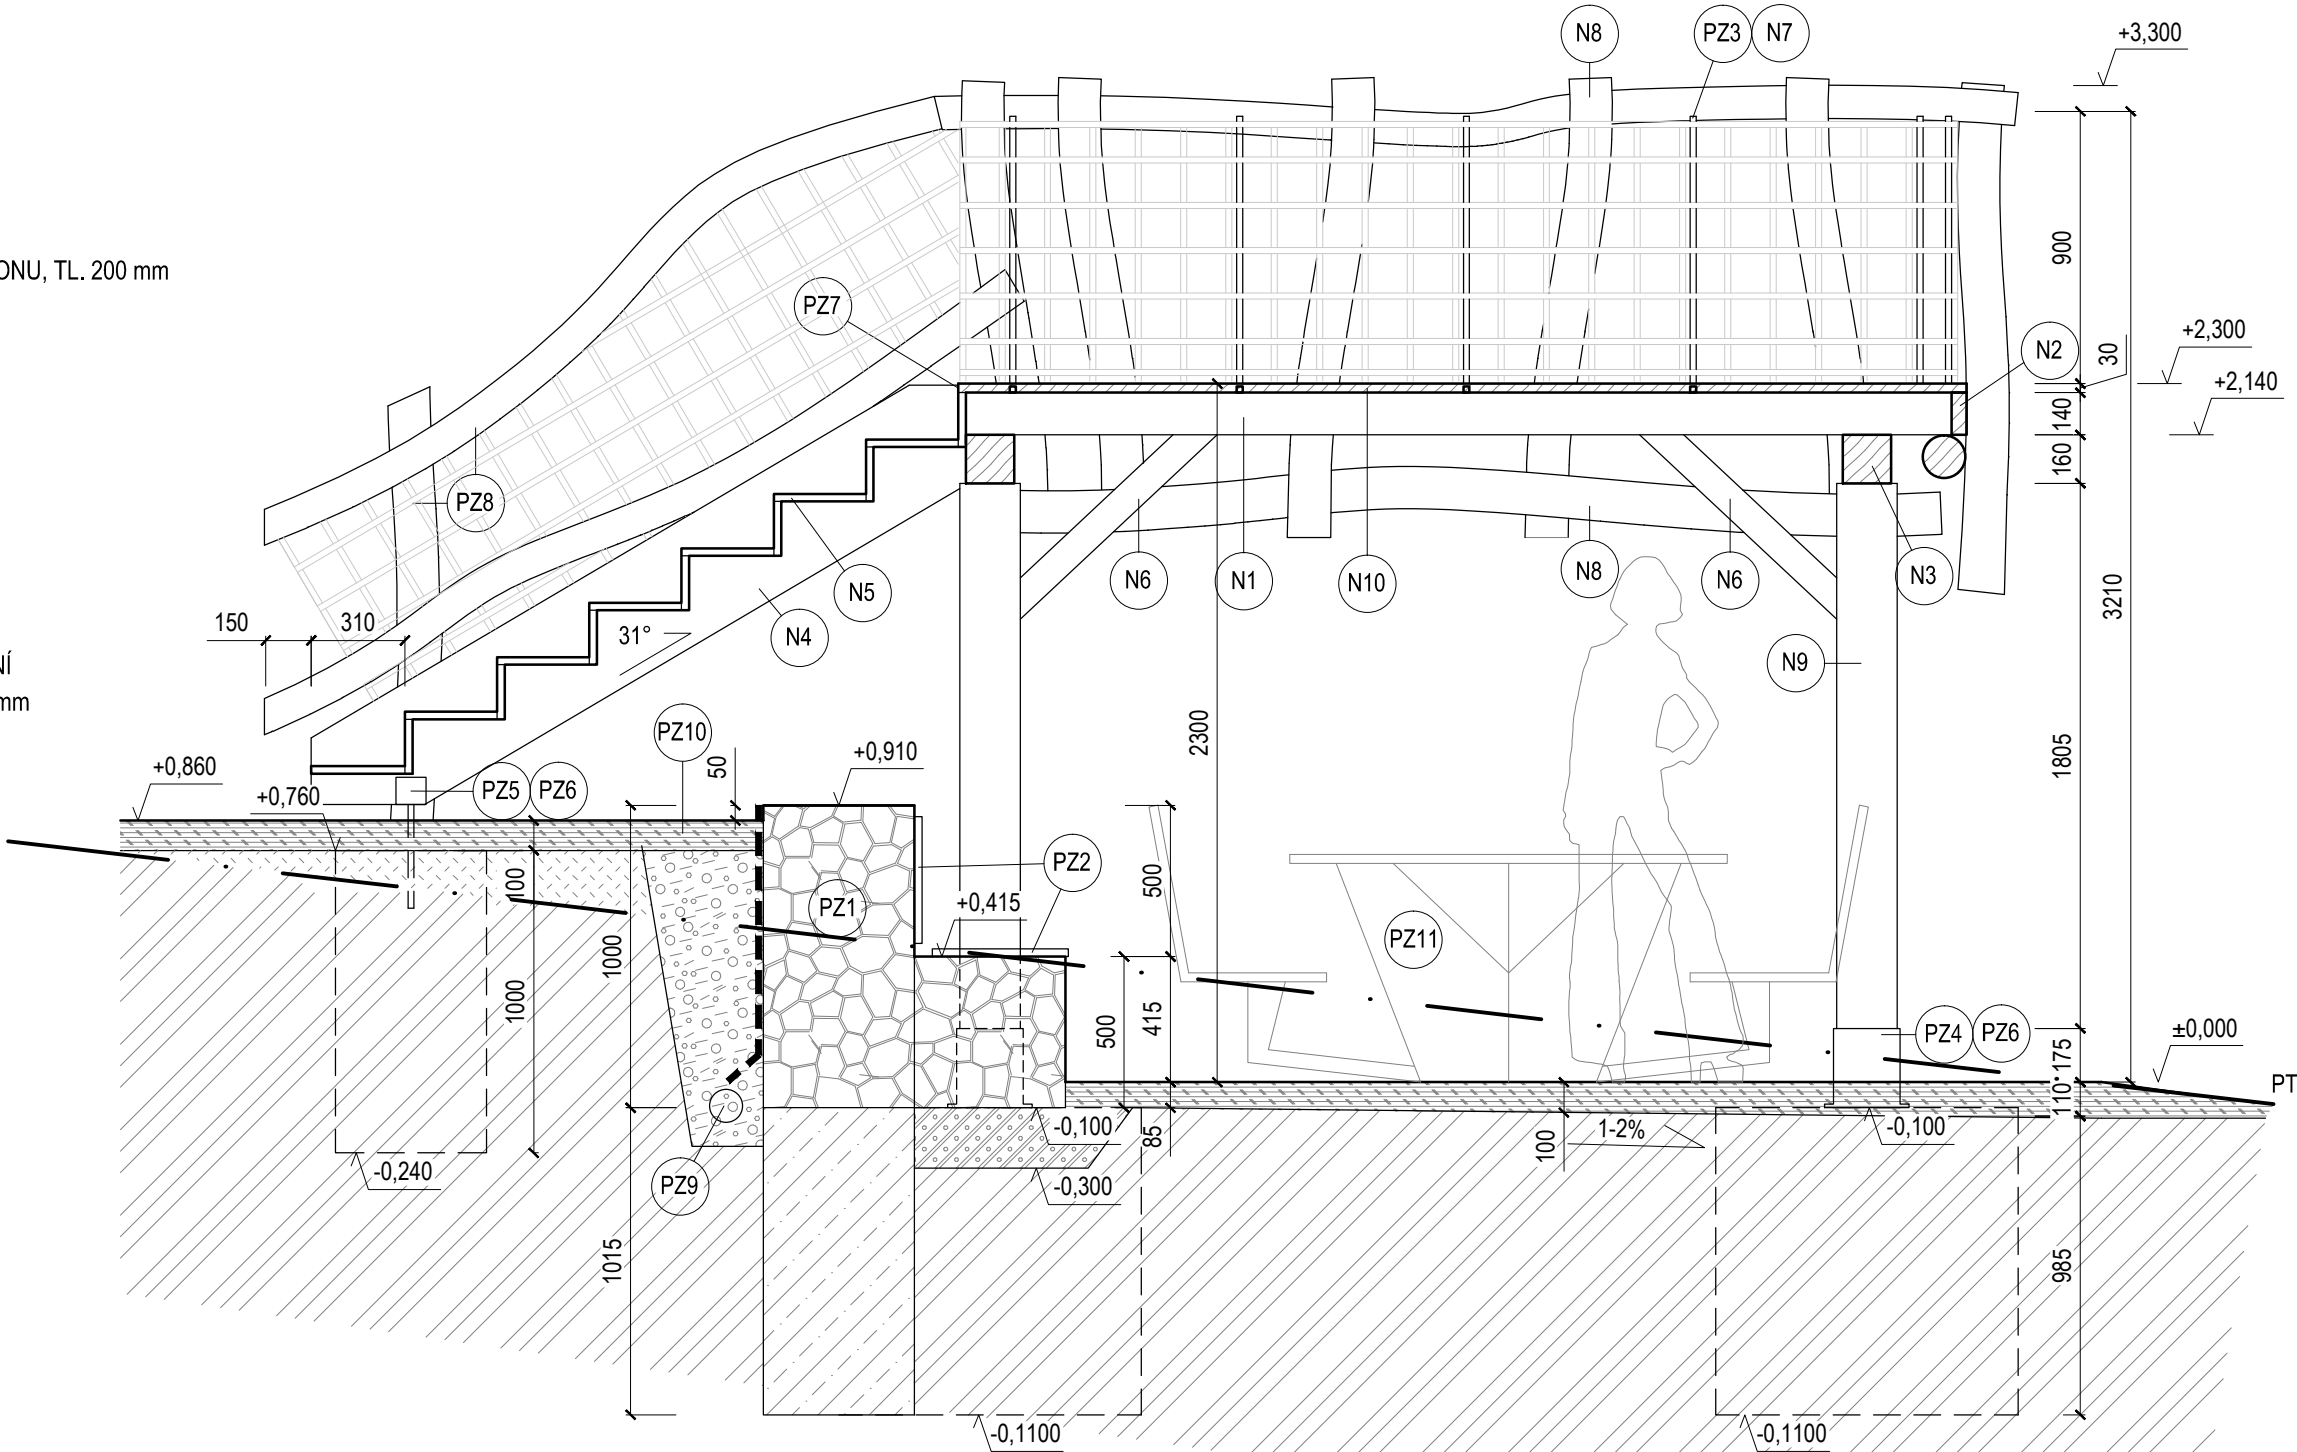 N8
PZ3
N7
+3,300
ONU, TL. 200 mm
900
PZ7
+2,300
N2
30
+2,140
140
160
PZ8
N6
N1
N10
N8
N6
N3
N5
3210
150
310
31°
N4
NÍ
mm
N9
PZ10
2300
1805
+0,910
50
+0,860
+0,760
PZ5
PZ6
PZ2
500
100
PZ1
+0,415
PZ11
1000
1000
500
415
PZ4
PZ6
±0,000
175
110
PT
PZ9
-0,100
85
100
1-2%
-0,100
-0,240
-0,300
1015
985
-0,1100
-0,1100